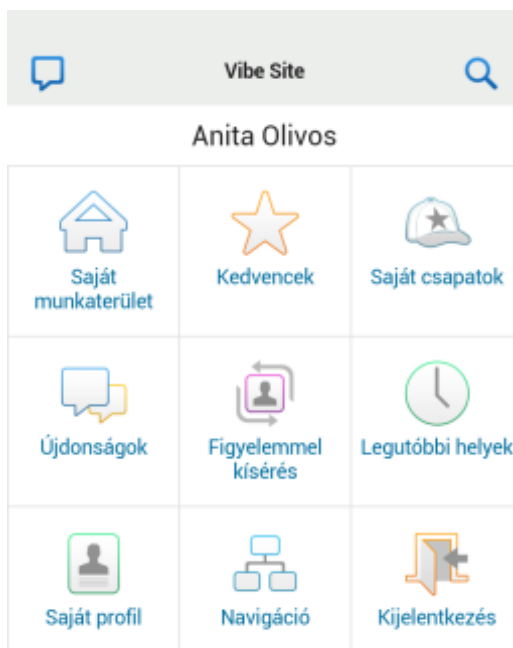 Vibe Site
Anita Olivos
Saját
munkaterület
Kedvencek
Saját csapatok
Újdonságok
Figyelemmel
kísérés
Legutóbbi helyek
Saját profil
Navigáció
Kijelentkezés